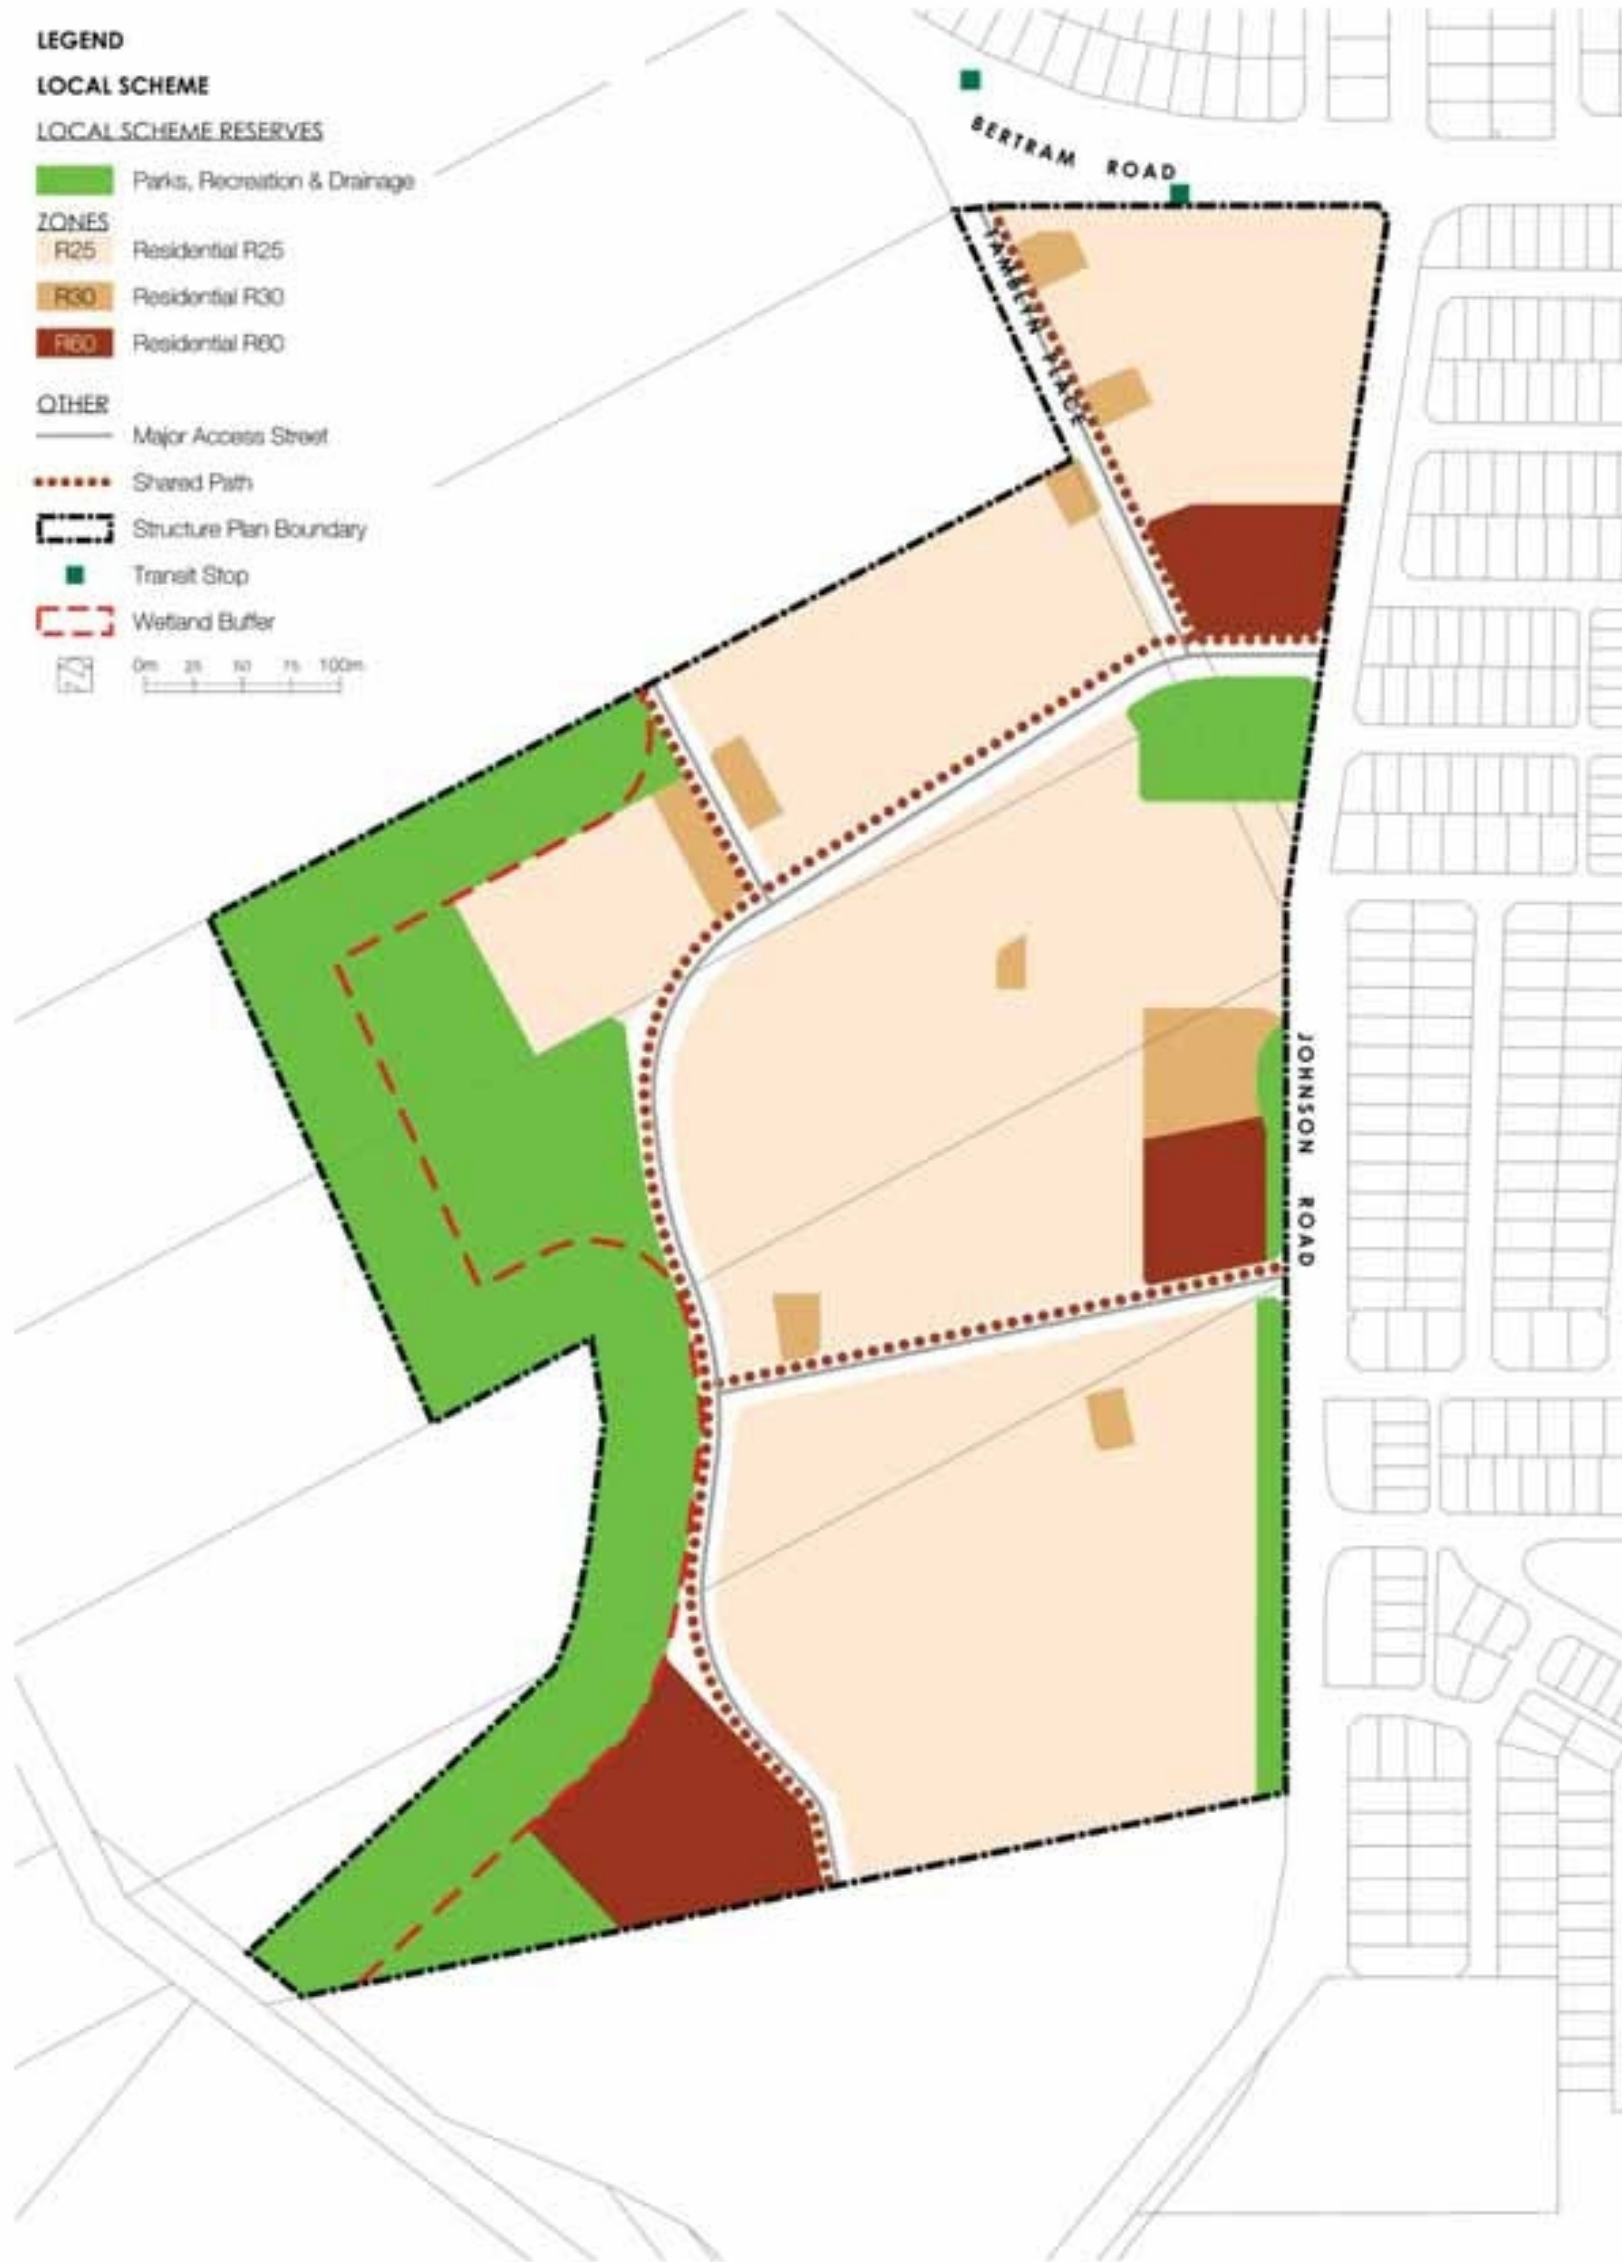 LEGEND
LOCAL SCHEME
LOCAL SCHEME RESERVES
Parks, Recreation & Drainage
ZONES
R25 Residential R25
R30 Residential R30
R60 Residential R60
OTHER
Major Access Street
Shared Path
Structure Plan Boundary
Transit Stop
Wetland Buffer
0m 25 50 75 100m
BERTRAM ROAD
TAMBLYN PLACE
JOHNSON ROAD